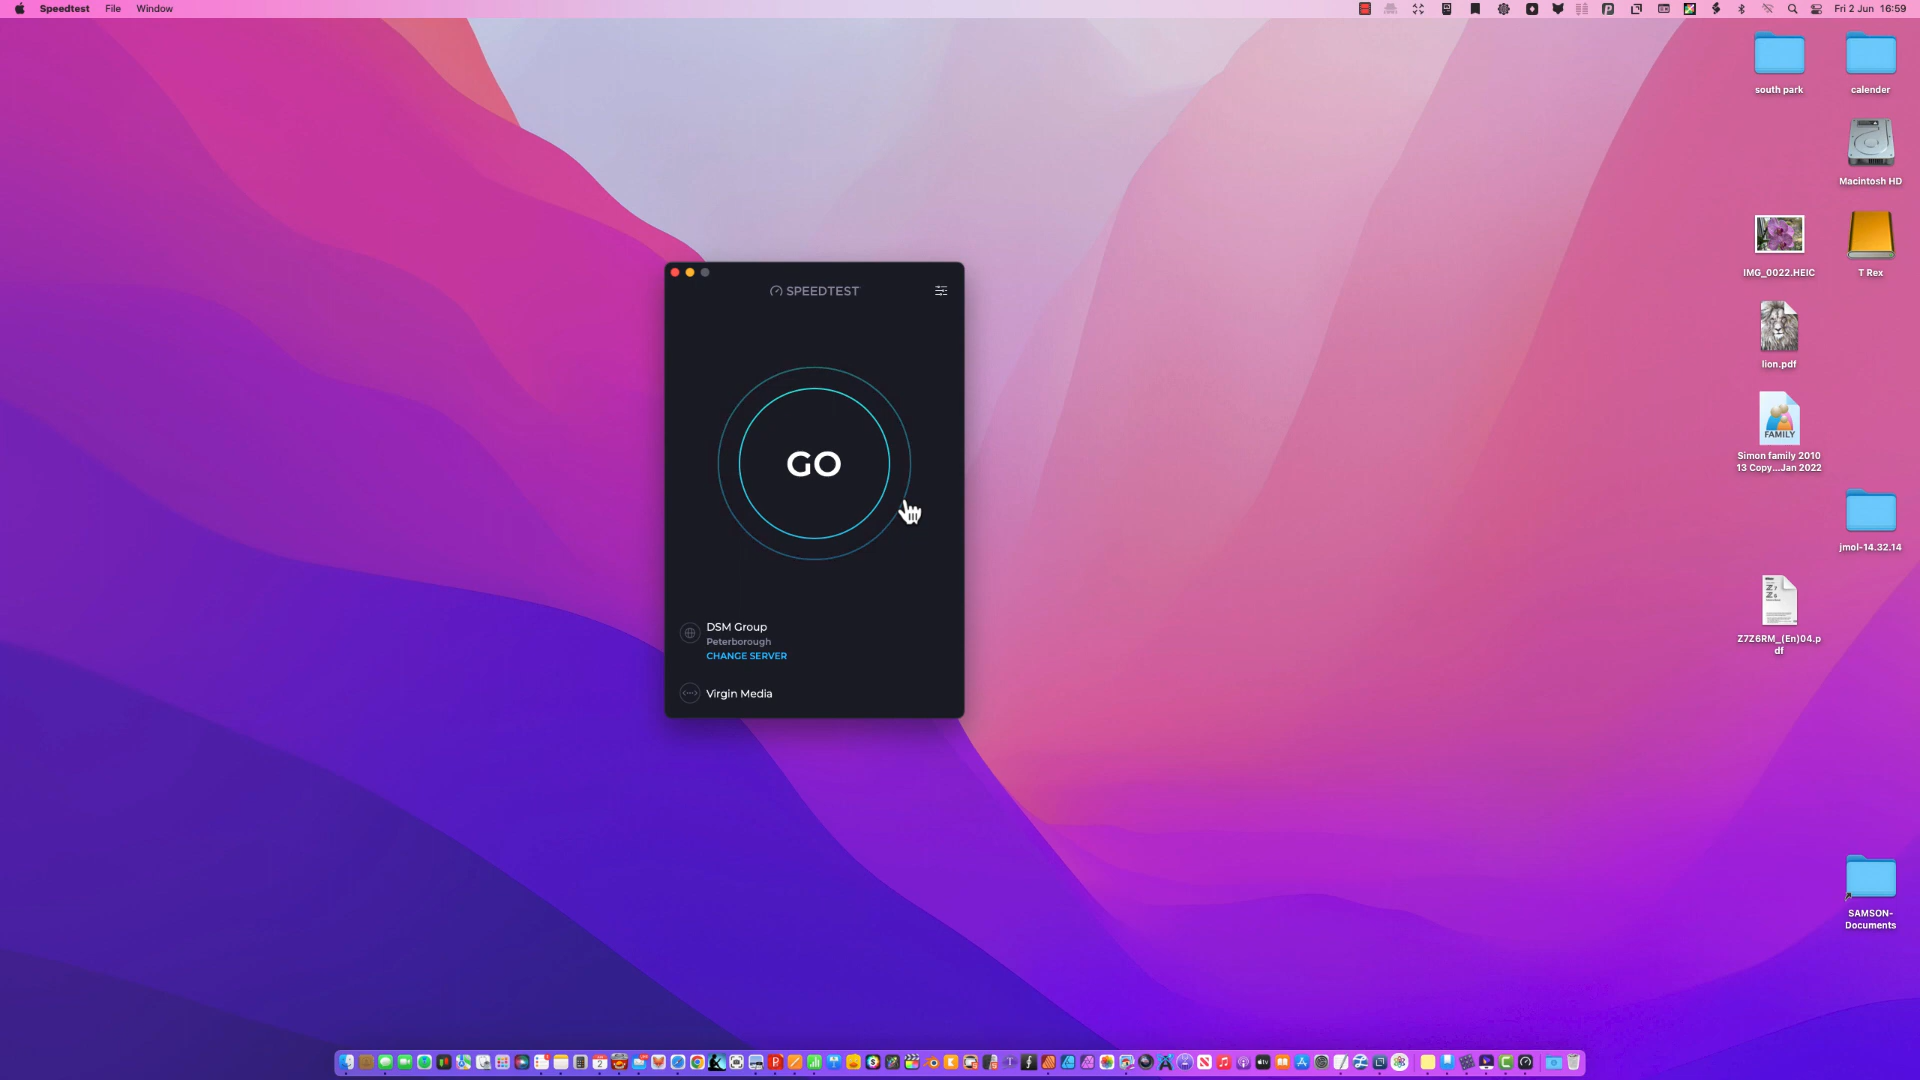 Speedtest File Window Fri 2 Jun 16:59
south park
calender
Macintosh HD
IMG_0022.HEIC
T Rex
lion.pdf
FAMILY
Simon family 2010
13 Copy...Jan 2022
jmol-14.32.14
Z7Z6RM_(En)04.p
df
SAMSON-
Documents
SPEEDTEST
GO
DSM Group
Peterborough
CHANGE SERVER
Virgin Media